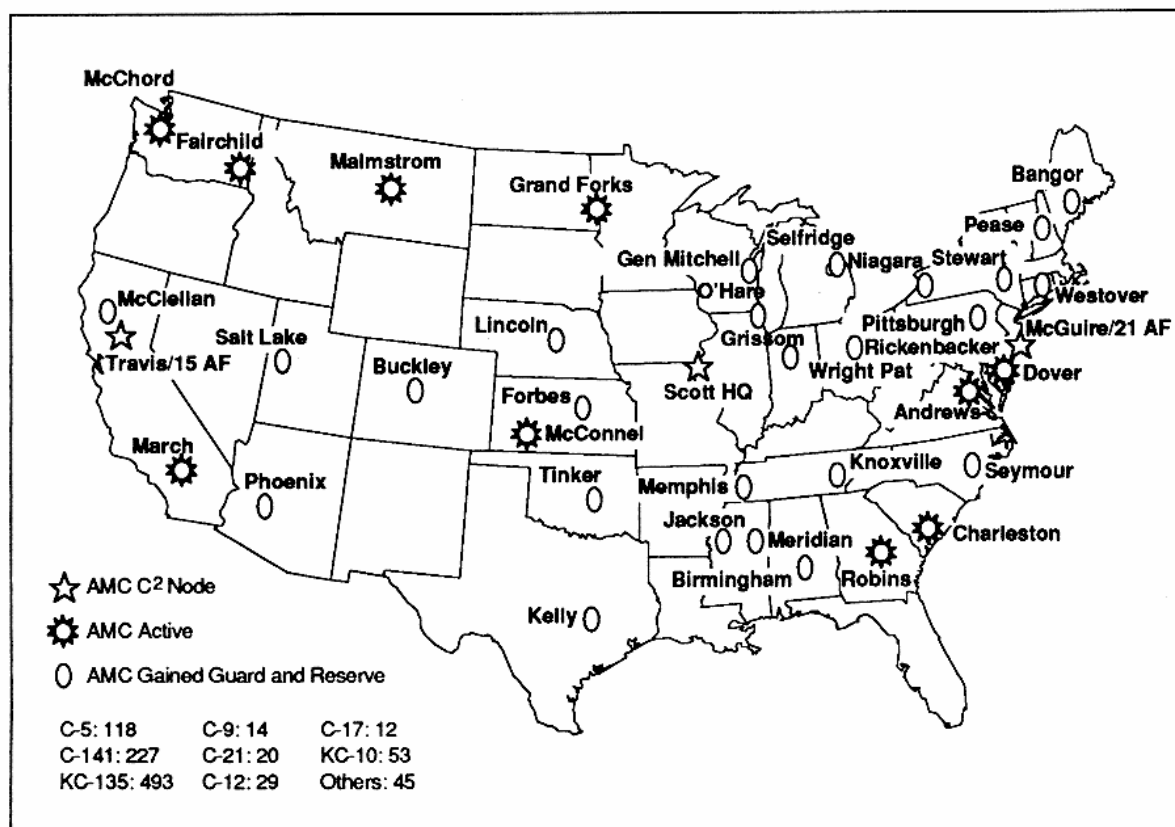 McChord
Fairchild
Malmstrom
Grand Forks
Bangor
Pease
Selfridge
Gen Mitchell
Niagara
Stewart
O'Hare
Westover
McClellan
Salt Lake
Lincoln
Grissom
Pittsburgh
McGuire/21 AF
Rickenbacker
Travis/15 AF
Buckley
Wright Pat
Dover
Scott HQ
Forbes
Andrews
McConnel
March
Phoenix
Tinker
Memphis
Knoxville
Seymour
Jackson
Meridian
Charleston
Birmingham
Robins
Kelly
AMC C² Node
AMC Active
AMC Gained Guard and Reserve
C-5: 118 C-9: 14 C-17: 12
C-141: 227 C-21: 20 KC-10: 53
KC-135: 493 C-12: 29 Others: 45